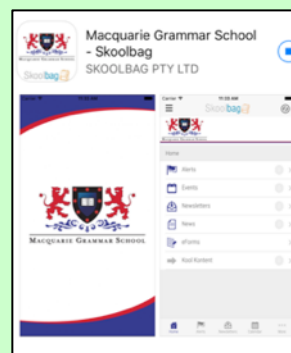 Macquarie Grammar School
- Skoolbag
SKOOLBAG PTY LTD
Skoobag
Skoolbag
MACQUARIE GRAMMAR SCHOOL
Home
Alerts
Events
Newsletters
News
eForms
Kool Kontent